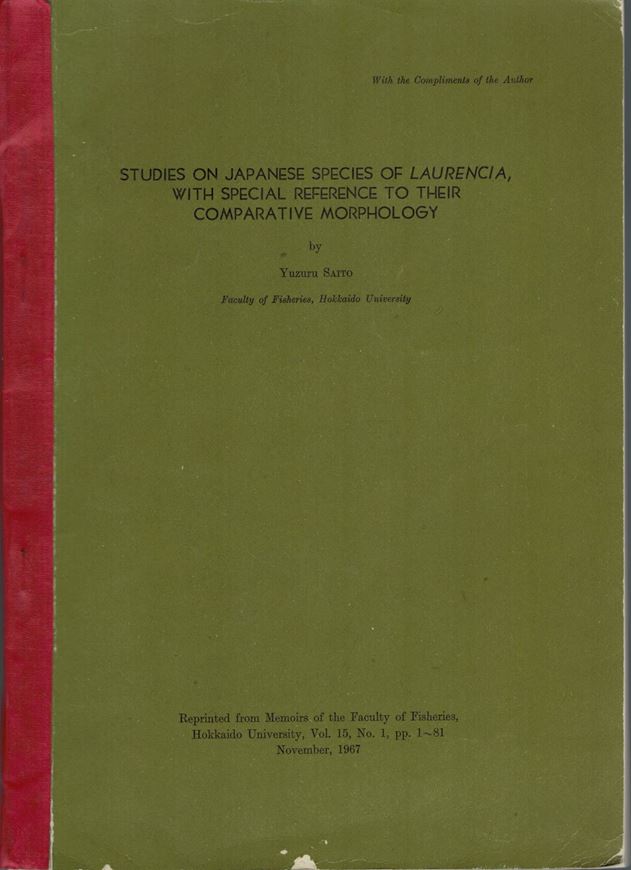 With the Compliments of the Author
STUDIES ON JAPANESE SPECIES OF LAURENCIA,
WITH SPECIAL REFERENCE TO THEIR
COMPARATIVE MORPHOLOGY
by
Yuzuru SAITO
Faculty of Fisheries, Hokkaido University
Reprinted from Memoirs of the Faculty of Fisheries,
Hokkaido University, Vol. 15, No. 1, pp. 1~81
November, 1967